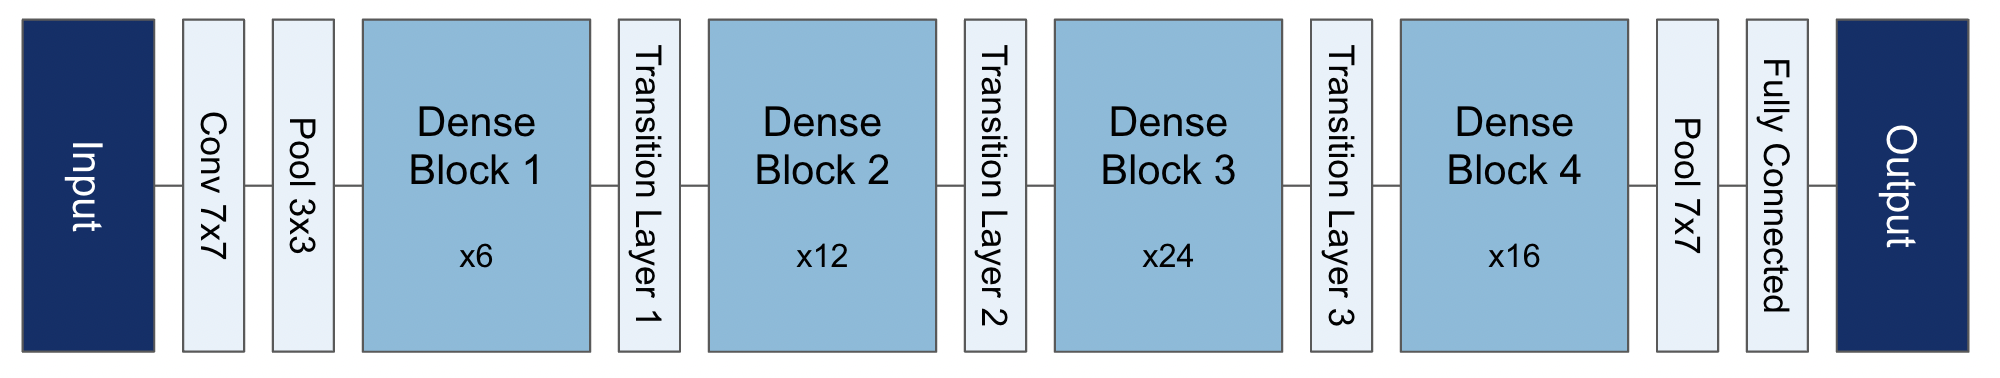 Input
Conv 7x7
Pool 3x3
Dense
Block 1
x6
Transition Layer 1
Dense
Block 2
x12
Transition Layer 2
Dense
Block 3
x24
Transition Layer 3
Dense
Block 4
x16
Pool 7x7
Fully Connected
Output